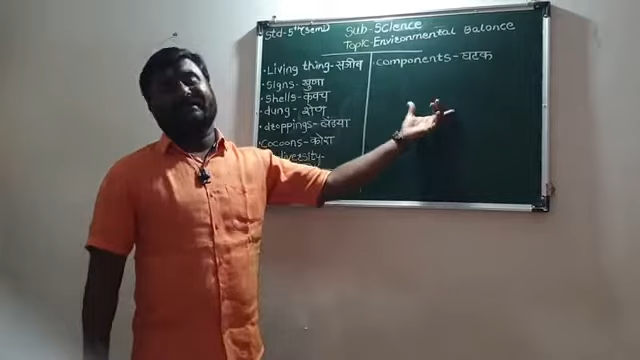 Std-5th (Semi)
Sub-Science
Topic-Environmental Balance
• Living thing - सजीव
• Signs - खुणा
• Shells - कवच
• dung - शेण
• droppings - लेंड्या
• Cocoons - कोश
diversity -
• Components - घटक